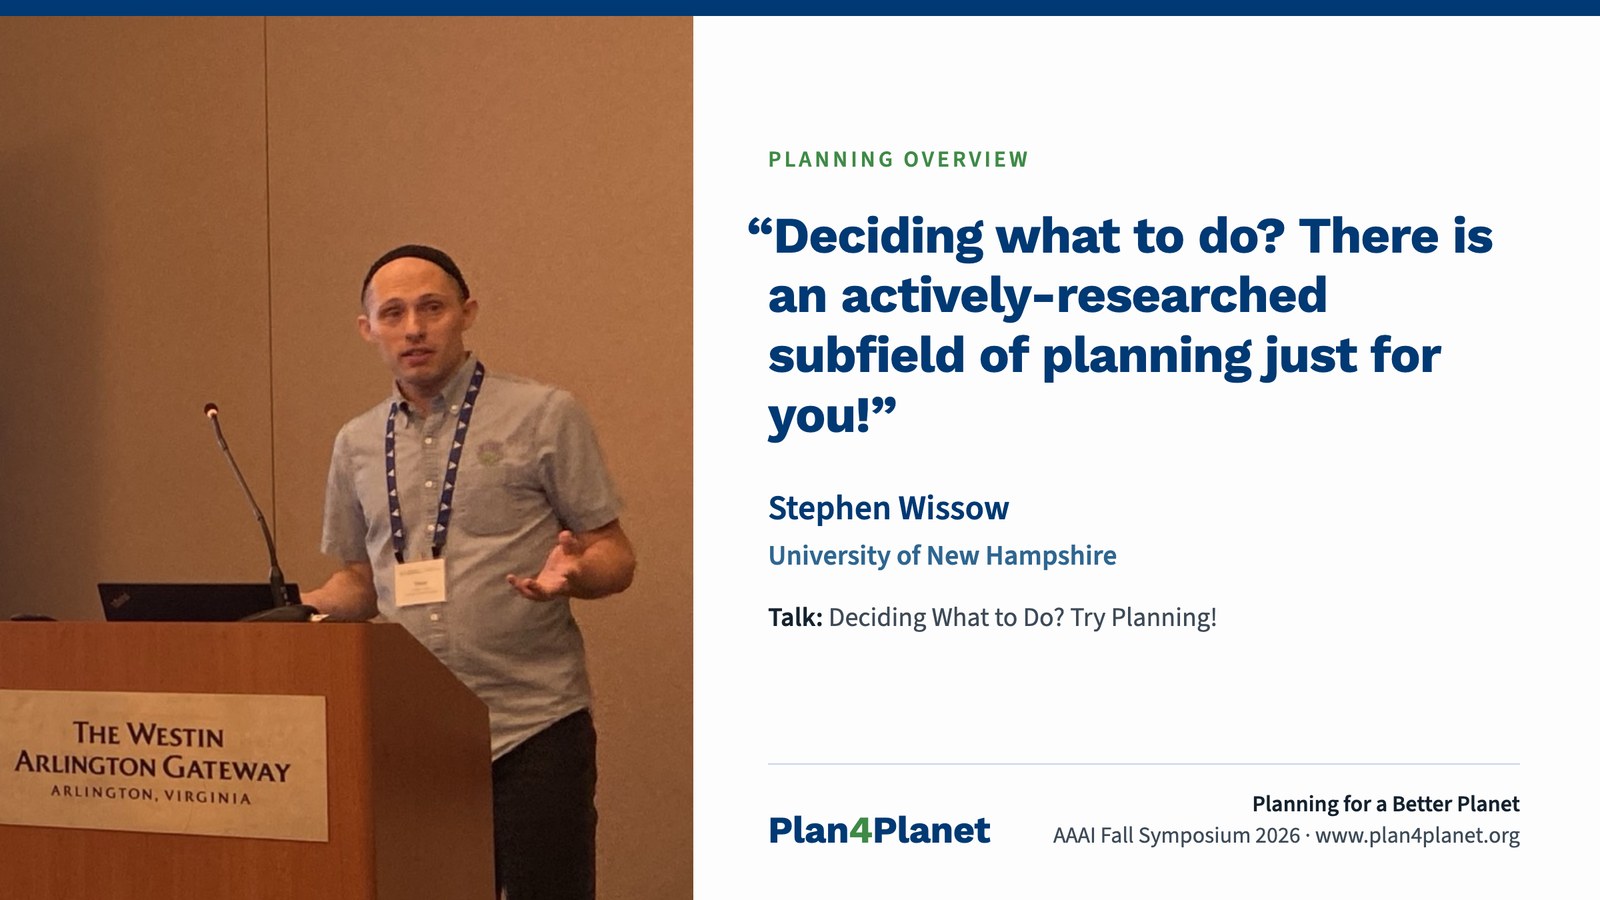 PLANNING OVERVIEW
“Deciding what to do? There is
an actively-researched
subfield of planning just for
you!”
Stephen Wissow
University of New Hampshire
Talk: Deciding What to Do? Try Planning!
THE WESTIN
ARLINGTON GATEWAY
ARLINGTON, VIRGINIA
Plan4Planet
Planning for a Better Planet
AAAI Fall Symposium 2026 · www.plan4planet.org